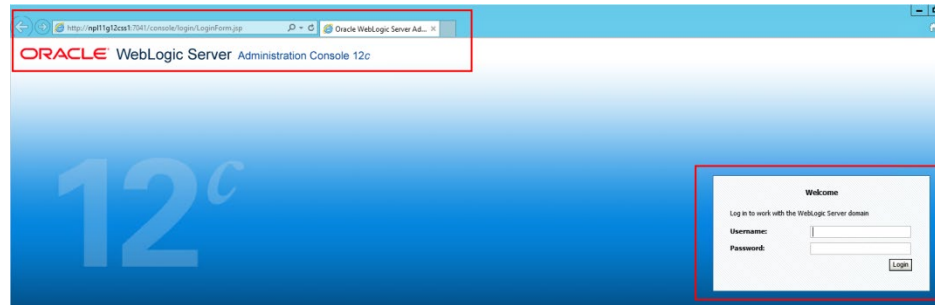 http://npl11g12css1:7041/console/login/LoginForm.jsp
Oracle WebLogic Server Ad...
ORACLE WebLogic Server Administration Console 12c
12c
Welcome
Log in to work with the WebLogic Server domain
Username:
Password:
Login